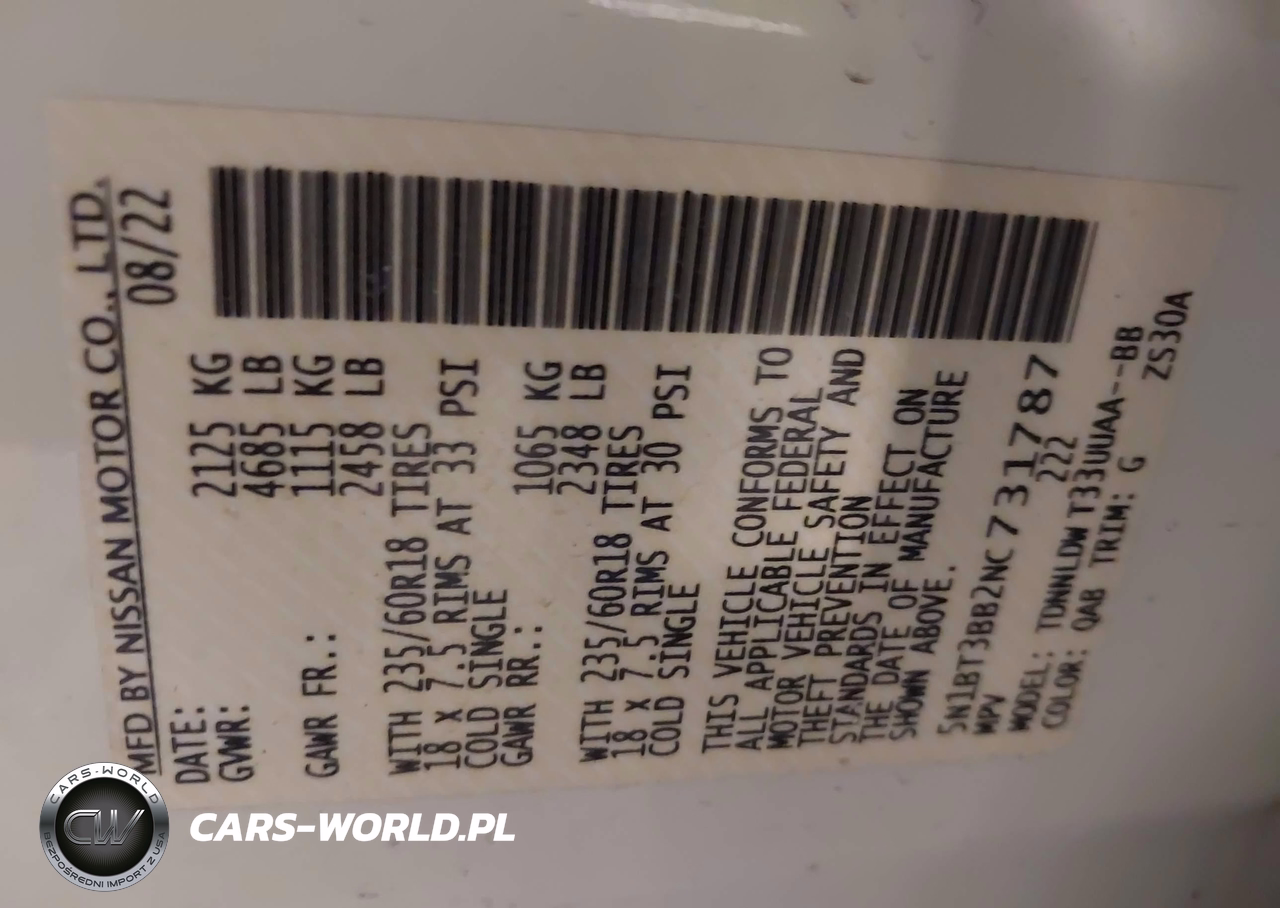 MFD BY NISSAN MOTOR CO., LTD.
DATE: 08/22
GVWR: 2125 KG
4685 LB
GAWR FR.: 1115 KG
2458 LB
WITH 235/60R18 TIRES
18 X 7.5 RIMS AT 33 PSI
COLD SINGLE
GAWR RR.: 1065 KG
2348 LB
WITH 235/60R18 TIRES
18 X 7.5 RIMS AT 30 PSI
COLD SINGLE
THIS VEHICLE CONFORMS TO
ALL APPLICABLE FEDERAL
MOTOR VEHICLE SAFETY AND
THEFT PREVENTION
STANDARDS IN EFFECT ON
THE DATE OF MANUFACTURE
SHOWN ABOVE.
5N1BT3BB2NC731787
MPV 222
MODEL: TDNNLDWT33UUAA--BB
COLOR: QAB TRIM: G ZS30A
CARS-WORLD
CW
BEZPOŚREDNI IMPORT Z USA
CARS-WORLD.PL